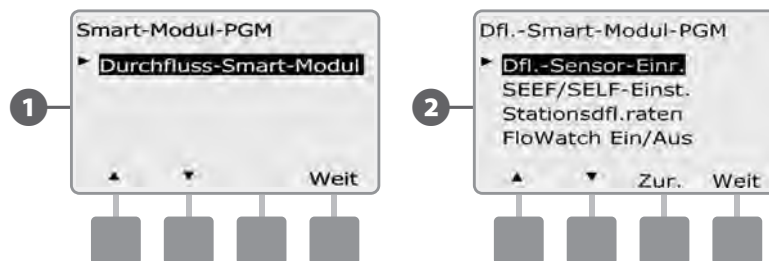 Smart-Modul-PGM
Durchfluss-Smart-Modul
1
Weit
Dfl.-Smart-Modul-PGM
Dfl.-Sensor-Einr.
SEEF/SELF-Einst.
Stationsdfl.raten
FloWatch Ein/Aus
2
Zur. Weit